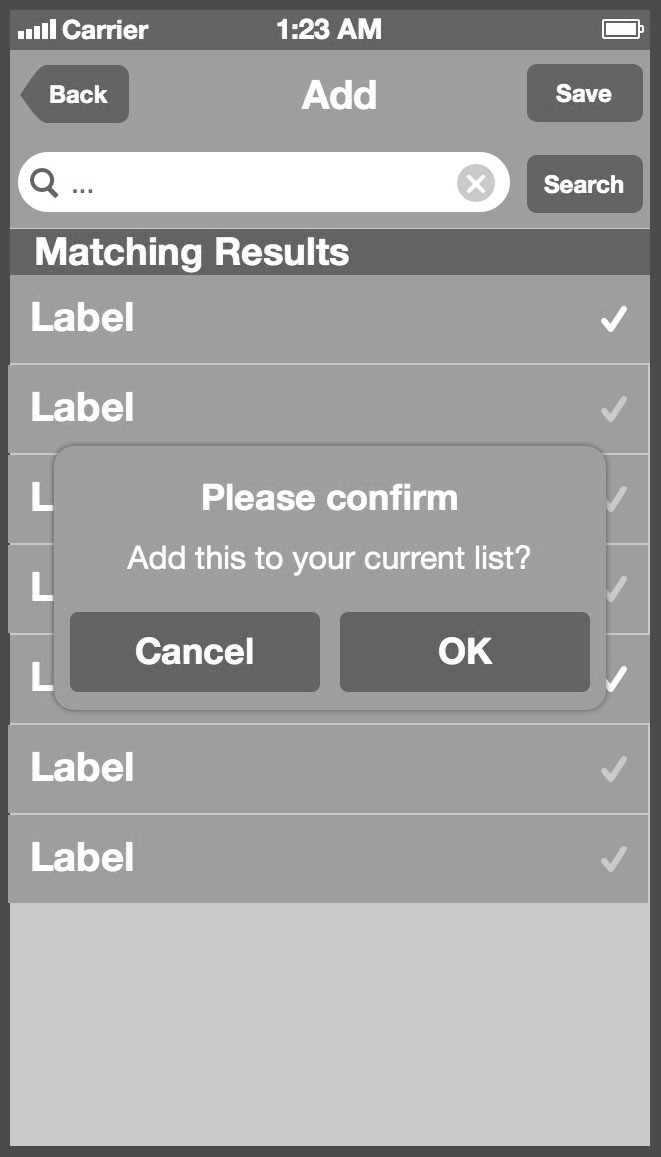 Carrier 1:23 AM
Back Add Save
... Search
Matching Results
Label
Label
L
Please confirm
Add this to your current list?
L
Cancel OK
L
Label
Label